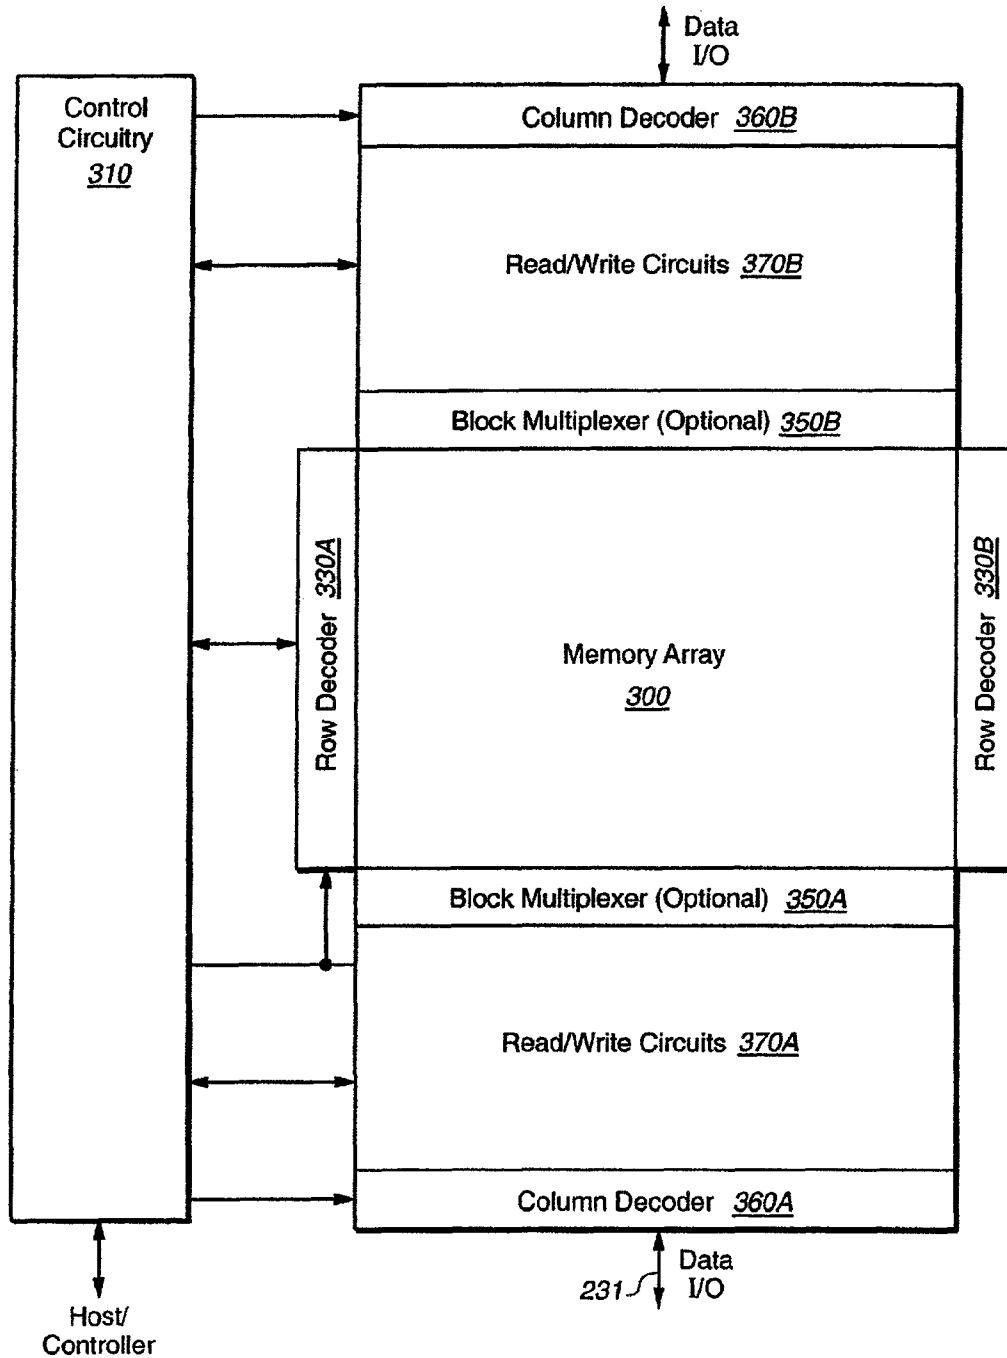 Data
I/O
Control
Circuitry
310
Column Decoder 360B
Read/Write Circuits 370B
Block Multiplexer (Optional) 350B
Row Decoder 330A
Memory Array
300
Row Decoder 330B
Block Multiplexer (Optional) 350A
Read/Write Circuits 370A
Column Decoder 360A
231
Data
I/O
Host/
Controller